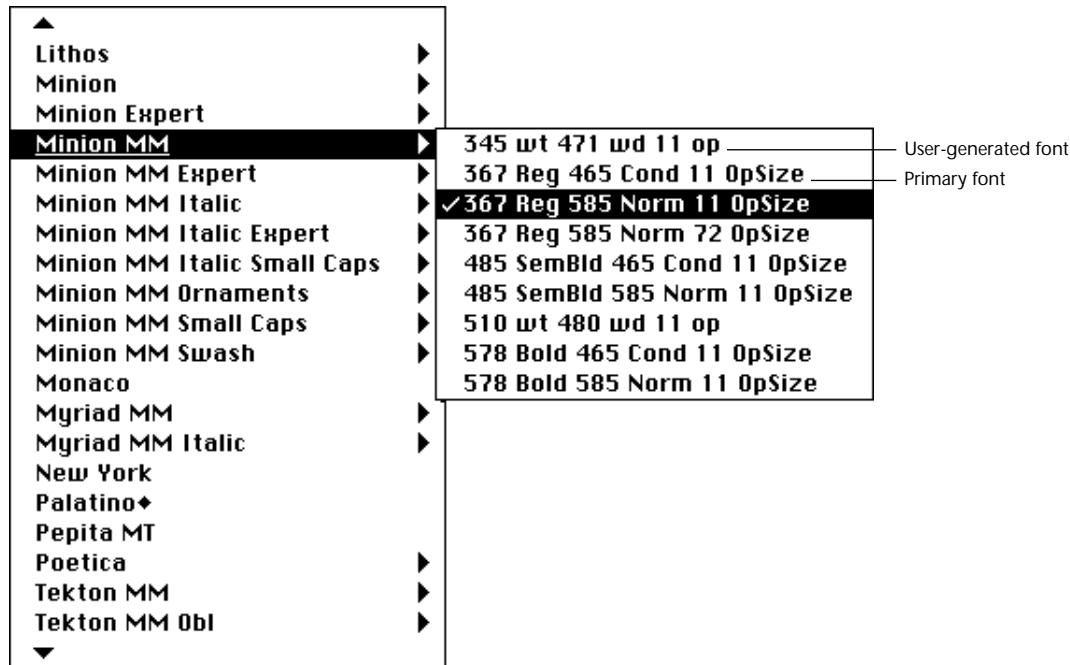 Lithos
Minion
Minion Expert
Minion MM
Minion MM Expert
Minion MM Italic
Minion MM Italic Expert
Minion MM Italic Small Caps
Minion MM Ornaments
Minion MM Small Caps
Minion MM Swash
Monaco
Myriad MM
Myriad MM Italic
New York
Palatino◆
Pepita MT
Poetica
Tekton MM
Tekton MM Obl
345 wt 471 wd 11 op
367 Reg 465 Cond 11 OpSize
✓367 Reg 585 Norm 11 OpSize
367 Reg 585 Norm 72 OpSize
485 SemBld 465 Cond 11 OpSize
485 SemBld 585 Norm 11 OpSize
510 wt 480 wd 11 op
578 Bold 465 Cond 11 OpSize
578 Bold 585 Norm 11 OpSize
User-generated font
Primary font